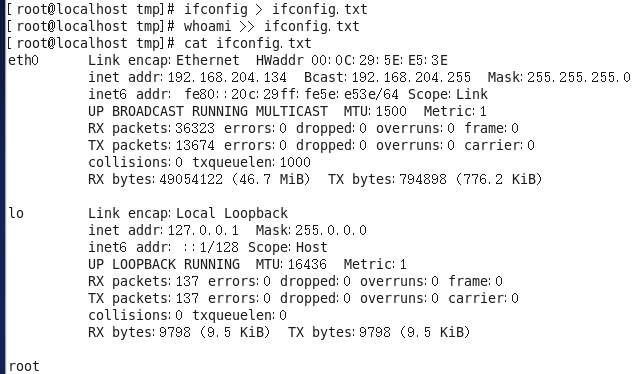 [root@localhost tmp]# ifconfig > ifconfig.txt
[root@localhost tmp]# whoami >> ifconfig.txt
[root@localhost tmp]# cat ifconfig.txt
eth0      Link encap:Ethernet  HWaddr 00:0C:29:5E:E5:3E
          inet addr:192.168.204.134  Bcast:192.168.204.255  Mask:255.255.255.0
          inet6 addr: fe80::20c:29ff:fe5e:e53e/64 Scope:Link
          UP BROADCAST RUNNING MULTICAST  MTU:1500  Metric:1
          RX packets:36323 errors:0 dropped:0 overruns:0 frame:0
          TX packets:13674 errors:0 dropped:0 overruns:0 carrier:0
          collisions:0 txqueuelen:1000
          RX bytes:49054122 (46.7 MiB)  TX bytes:794898 (776.2 KiB)

lo        Link encap:Local Loopback
          inet addr:127.0.0.1  Mask:255.0.0.0
          inet6 addr: ::1/128 Scope:Host
          UP LOOPBACK RUNNING  MTU:16436  Metric:1
          RX packets:137 errors:0 dropped:0 overruns:0 frame:0
          TX packets:137 errors:0 dropped:0 overruns:0 carrier:0
          collisions:0 txqueuelen:0
          RX bytes:9798 (9.5 KiB)  TX bytes:9798 (9.5 KiB)

root